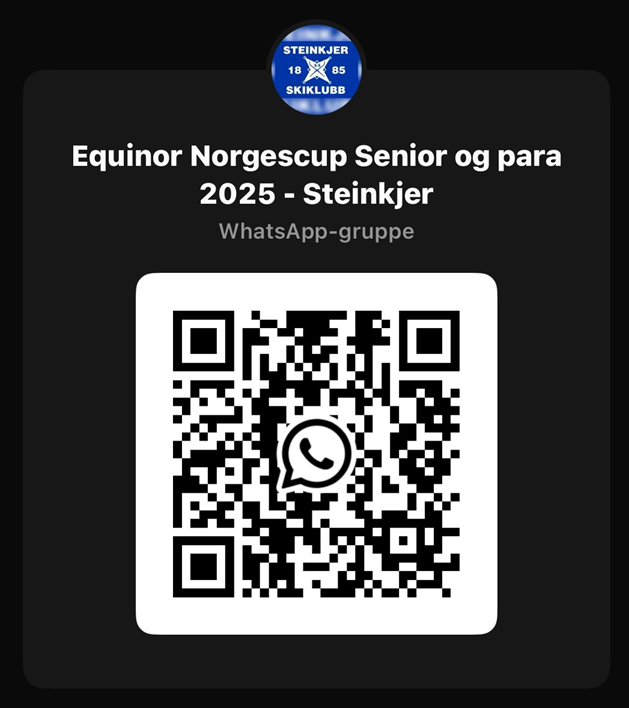 STEINKJER
18 85
SKIKLUBB
Equinor Norgescup Senior og para
2025 - Steinkjer
WhatsApp-gruppe